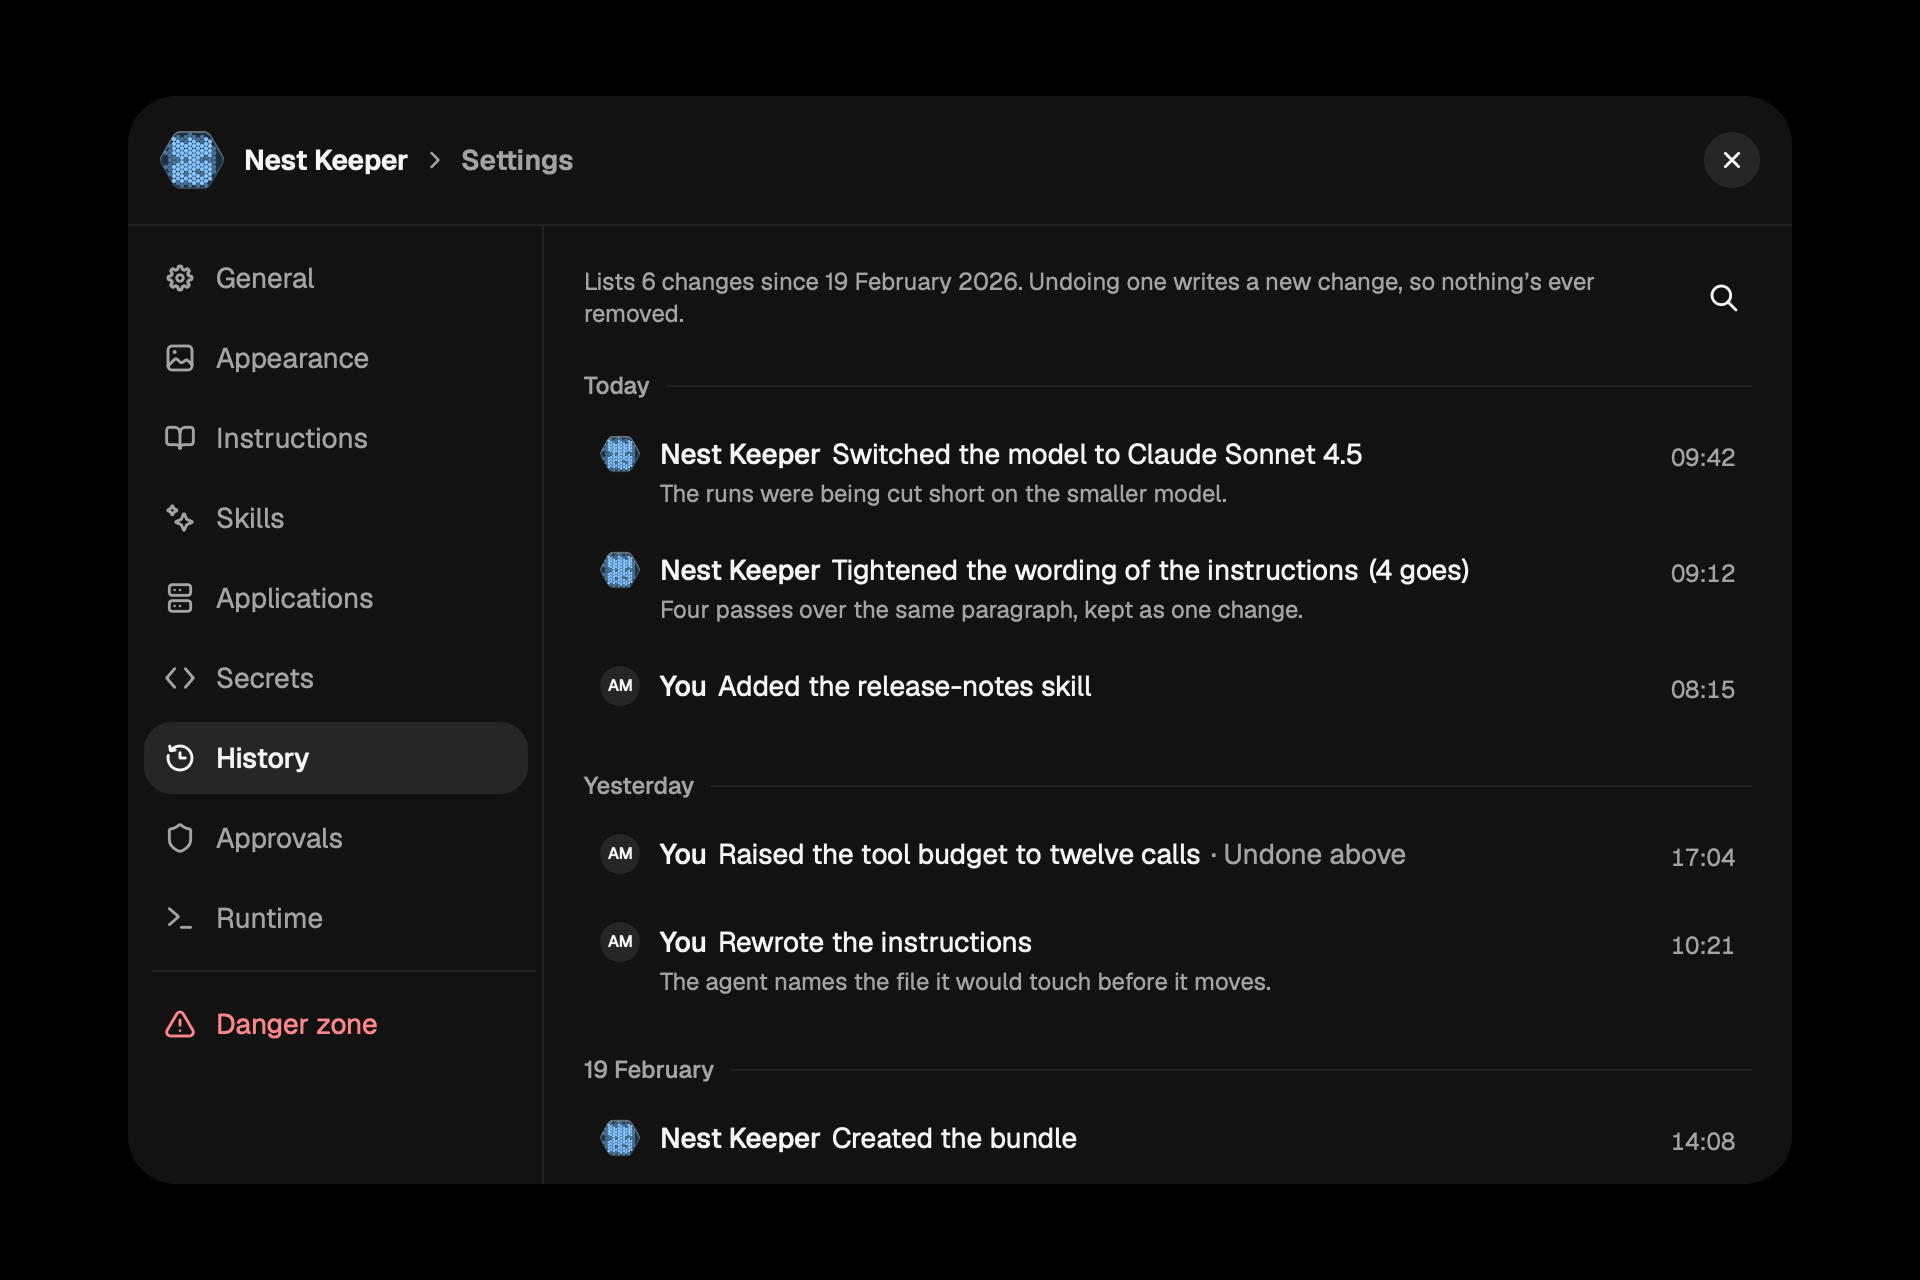 Nest Keeper > Settings
General
Appearance
Instructions
Skills
Applications
Secrets
History
Approvals
Runtime
Danger zone
Lists 6 changes since 19 February 2026. Undoing one writes a new change, so nothing’s ever
removed.
Today
Nest Keeper Switched the model to Claude Sonnet 4.5 09:42
The runs were being cut short on the smaller model.
Nest Keeper Tightened the wording of the instructions (4 goes) 09:12
Four passes over the same paragraph, kept as one change.
AM You Added the release-notes skill 08:15
Yesterday
AM You Raised the tool budget to twelve calls · Undone above 17:04
AM You Rewrote the instructions 10:21
The agent names the file it would touch before it moves.
19 February
Nest Keeper Created the bundle 14:08